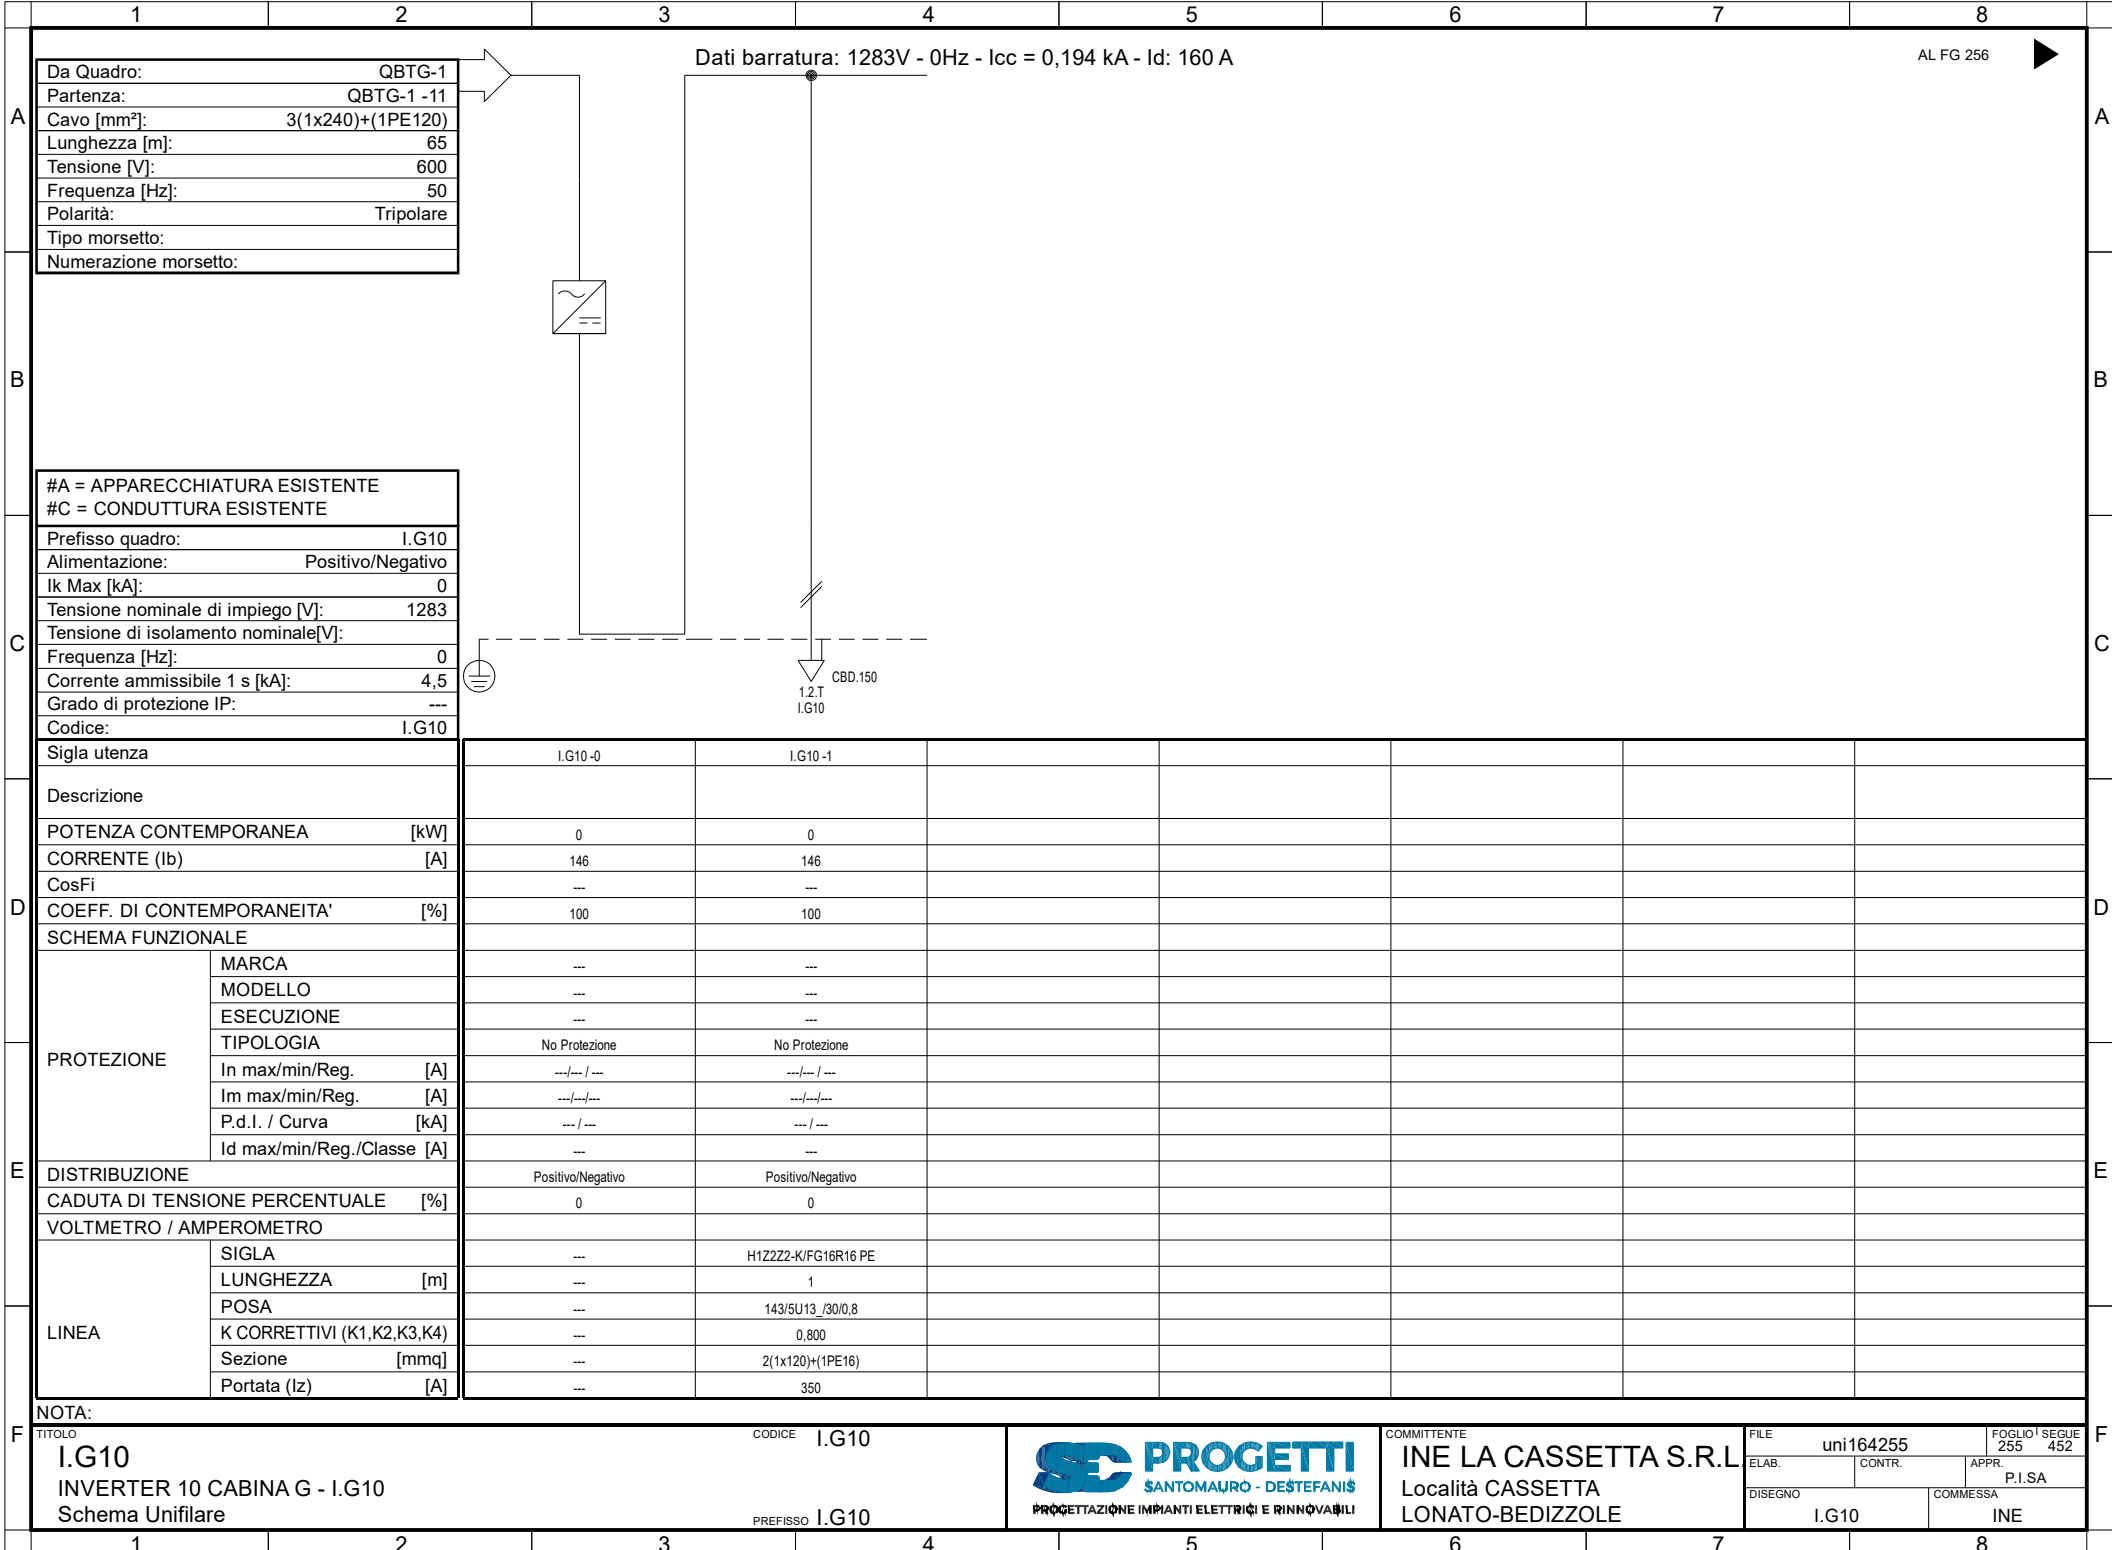 1 2 3 4 5 6 7 8
Dati barratura: 1283V - 0Hz - Icc = 0,194 kA - Id: 160 A
AL FG 256
Da Quadro: QBTG-1
Partenza: QBTG-1 -11
Cavo [mm²]: 3(1x240)+(1PE120)
Lunghezza [m]: 65
Tensione [V]: 600
Frequenza [Hz]: 50
Polarità: Tripolare
Tipo morsetto:
Numerazione morsetto:
A A
B B
#A = APPARECCHIATURA ESISTENTE
#C = CONDUTTURA ESISTENTE
Prefisso quadro: I.G10
Alimentazione: Positivo/Negativo
Ik Max [kA]: 0
Tensione nominale di impiego [V]: 1283
Tensione di isolamento nominale[V]:
Frequenza [Hz]: 0
Corrente ammissibile 1 s [kA]: 4,5
Grado di protezione IP: ---
Codice: I.G10
C C
CBD.150
1.2.T
I.G10
Sigla utenza I.G10 -0 I.G10 -1
Descrizione
POTENZA CONTEMPORANEA [kW] 0 0
CORRENTE (Ib) [A] 146 146
CosFi --- ---
D COEFF. DI CONTEMPORANEITA' [%] 100 100 D
SCHEMA FUNZIONALE
PROTEZIONE
MARCA --- ---
MODELLO --- ---
ESECUZIONE --- ---
TIPOLOGIA No Protezione No Protezione
In max/min/Reg. [A] ---/--- / --- ---/--- / ---
Im max/min/Reg. [A] ---/---/--- ---/---/---
P.d.I. / Curva [kA] --- / --- --- / ---
Id max/min/Reg./Classe [A] --- ---
E DISTRIBUZIONE Positivo/Negativo Positivo/Negativo E
CADUTA DI TENSIONE PERCENTUALE [%] 0 0
VOLTMETRO / AMPEROMETRO
LINEA
SIGLA --- H1Z2Z2-K/FG16R16 PE
LUNGHEZZA [m] --- 1
POSA --- 143/5U13_/30/0,8
K CORRETTIVI (K1,K2,K3,K4) --- 0,800
Sezione [mmq] --- 2(1x120)+(1PE16)
Portata (Iz) [A] --- 350
NOTA:
F F
TITOLO
I.G10
INVERTER 10 CABINA G - I.G10
Schema Unifilare
CODICE I.G10
PREFISSO I.G10
SD PROGETTI
SANTOMAURO - DESTEFANIS
PROGETTAZIONE IMPIANTI ELETTRICI E RINNOVABILI
COMMITTENTE
INE LA CASSETTA S.R.L.
Località CASSETTA
LONATO-BEDIZZOLE
FILE uni164255
FOGLIO 255 SEGUE 452
ELAB. CONTR. APPR. P.I.SA
DISEGNO I.G10
COMMESSA INE
1 2 3 4 5 6 7 8